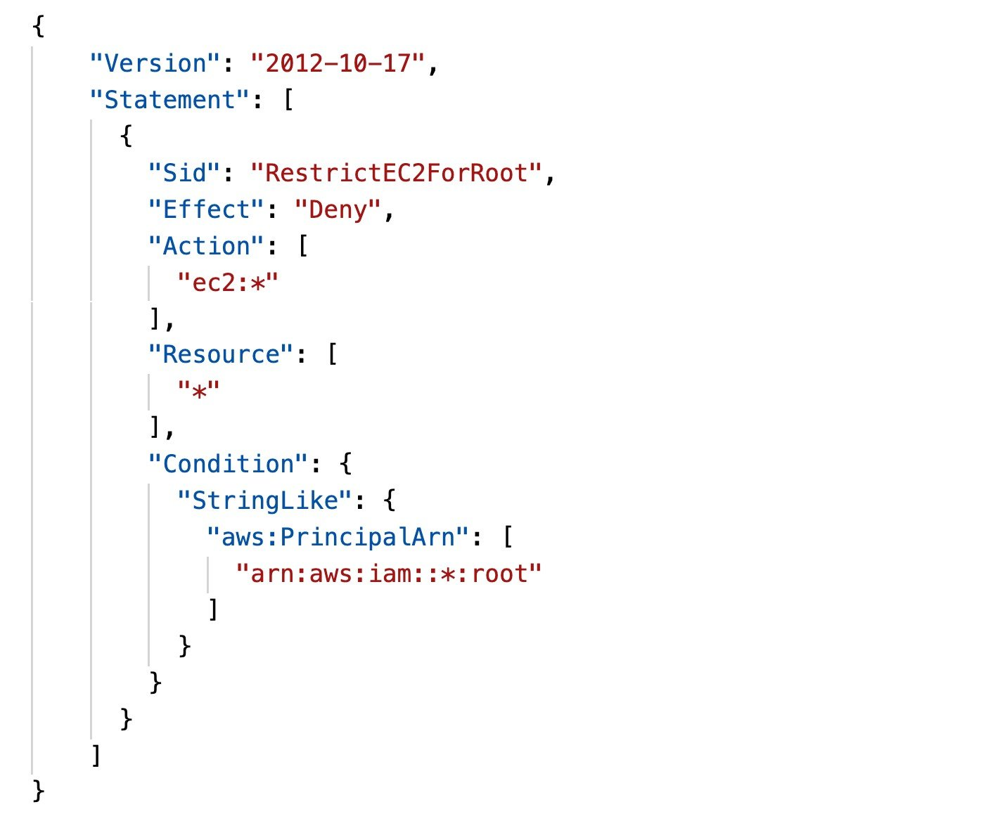 {
"Version": "2012-10-17",
"Statement": [
{
"Sid": "RestrictEC2ForRoot",
"Effect": "Deny",
"Action": [
"ec2:*"
],
"Resource": [
"*"
],
"Condition": {
"StringLike": {
"aws:PrincipalArn": [
"arn:aws:iam::*:root"
]
}
}
}
]
}